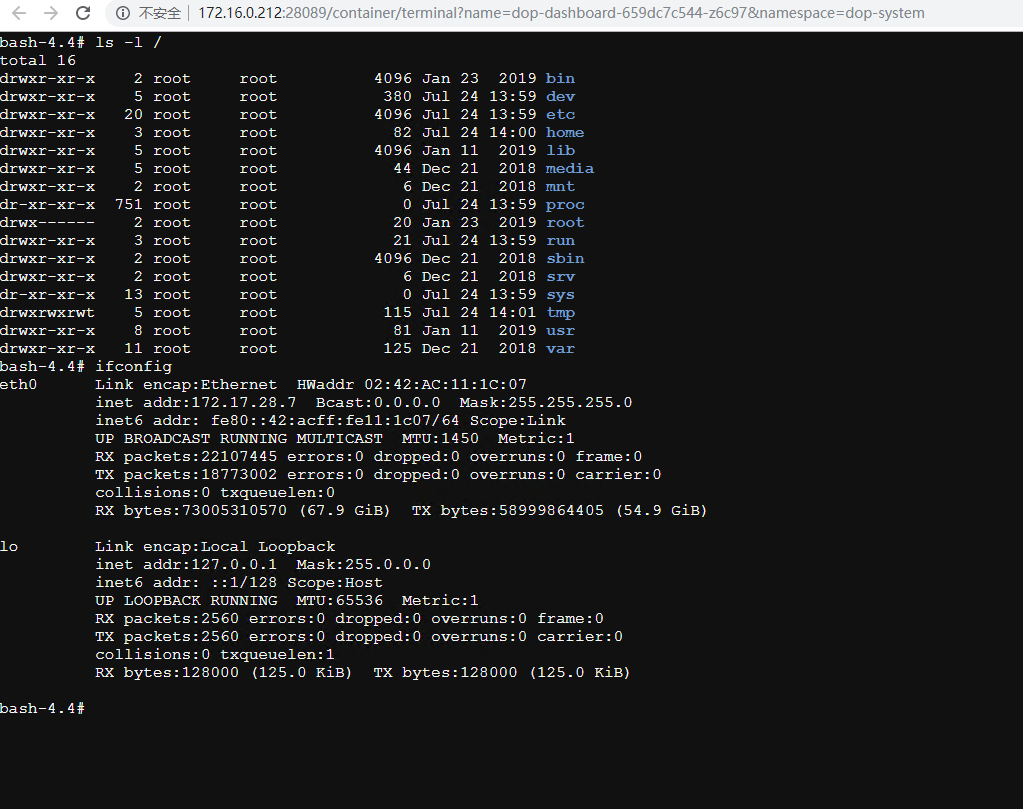 不安全 172.16.0.212:28089/container/terminal?name=dop-dashboard-659dc7c544-z6c97&namespace=dop-system
bash-4.4# ls -l /
total 16
drwxr-xr-x    2 root     root          4096 Jan 23  2019 bin
drwxr-xr-x    5 root     root           380 Jul 24 13:59 dev
drwxr-xr-x   20 root     root          4096 Jul 24 13:59 etc
drwxr-xr-x    3 root     root            82 Jul 24 14:00 home
drwxr-xr-x    5 root     root          4096 Jan 11  2019 lib
drwxr-xr-x    5 root     root            44 Dec 21  2018 media
drwxr-xr-x    2 root     root             6 Dec 21  2018 mnt
dr-xr-xr-x  751 root     root             0 Jul 24 13:59 proc
drwx------    2 root     root            20 Jan 23  2019 root
drwxr-xr-x    3 root     root            21 Jul 24 13:59 run
drwxr-xr-x    2 root     root          4096 Dec 21  2018 sbin
drwxr-xr-x    2 root     root             6 Dec 21  2018 srv
dr-xr-xr-x   13 root     root             0 Jul 24 13:59 sys
drwxrwxrwt    5 root     root           115 Jul 24 14:01 tmp
drwxr-xr-x    8 root     root            81 Jan 11  2019 usr
drwxr-xr-x   11 root     root           125 Dec 21  2018 var
bash-4.4# ifconfig
eth0      Link encap:Ethernet  HWaddr 02:42:AC:11:1C:07
          inet addr:172.17.28.7  Bcast:0.0.0.0  Mask:255.255.255.0
          inet6 addr: fe80::42:acff:fe11:1c07/64 Scope:Link
          UP BROADCAST RUNNING MULTICAST  MTU:1450  Metric:1
          RX packets:22107445 errors:0 dropped:0 overruns:0 frame:0
          TX packets:18773002 errors:0 dropped:0 overruns:0 carrier:0
          collisions:0 txqueuelen:0
          RX bytes:73005310570 (67.9 GiB)  TX bytes:58999864405 (54.9 GiB)
lo        Link encap:Local Loopback
          inet addr:127.0.0.1  Mask:255.0.0.0
          inet6 addr: ::1/128 Scope:Host
          UP LOOPBACK RUNNING  MTU:65536  Metric:1
          RX packets:2560 errors:0 dropped:0 overruns:0 frame:0
          TX packets:2560 errors:0 dropped:0 overruns:0 carrier:0
          collisions:0 txqueuelen:1
          RX bytes:128000 (125.0 KiB)  TX bytes:128000 (125.0 KiB)
bash-4.4#